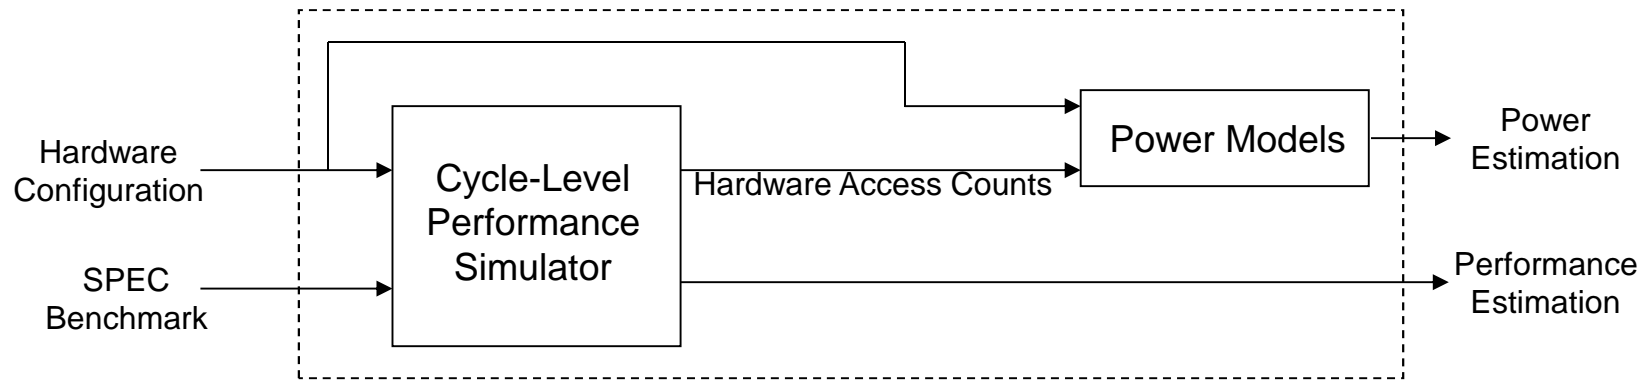 Hardware
Configuration
SPEC
Benchmark
Cycle-Level
Performance
Simulator
Hardware Access Counts
Power Models
Power
Estimation
Performance
Estimation